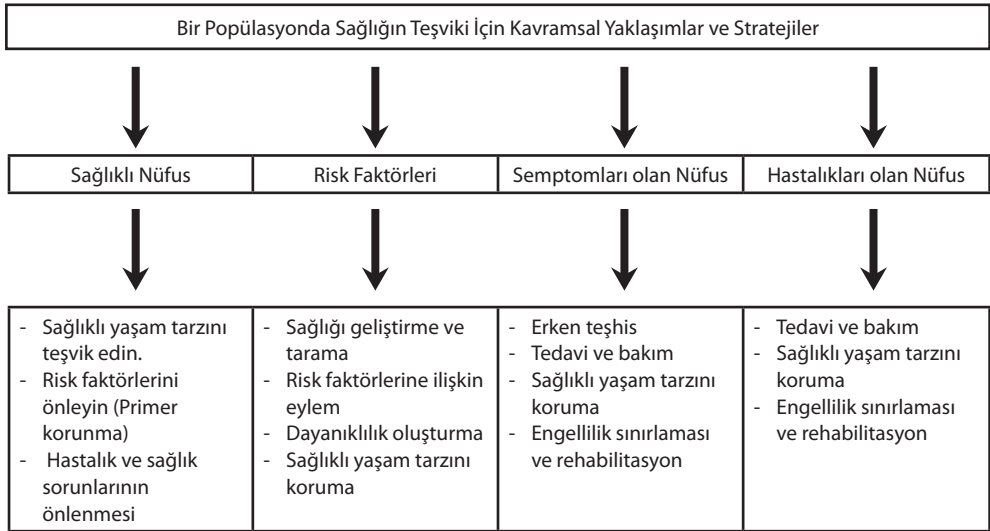 Bir Popülasyonda Sağlığın Teşviki İçin Kavramsal Yaklaşımlar ve Stratejiler
Sağlıklı Nüfus
Risk Faktörleri
Semptomları olan Nüfus
Hastalıkları olan Nüfus
- Sağlıklı yaşam tarzını
teşvik edin.
- Risk faktörlerini
önleyin (Primer
korunma)
- Hastalık ve sağlık
sorunlarının
önlenmesi
- Sağlığı geliştirme ve
tarama
- Risk faktörlerine ilişkin
eylem
- Dayanıklılık oluşturma
- Sağlıklı yaşam tarzını
koruma
- Erken teşhis
- Tedavi ve bakım
- Sağlıklı yaşam tarzını
koruma
- Engellilik sınırlaması
ve rehabilitasyon
- Tedavi ve bakım
- Sağlıklı yaşam tarzını
koruma
- Engellilik sınırlaması
ve rehabilitasyon